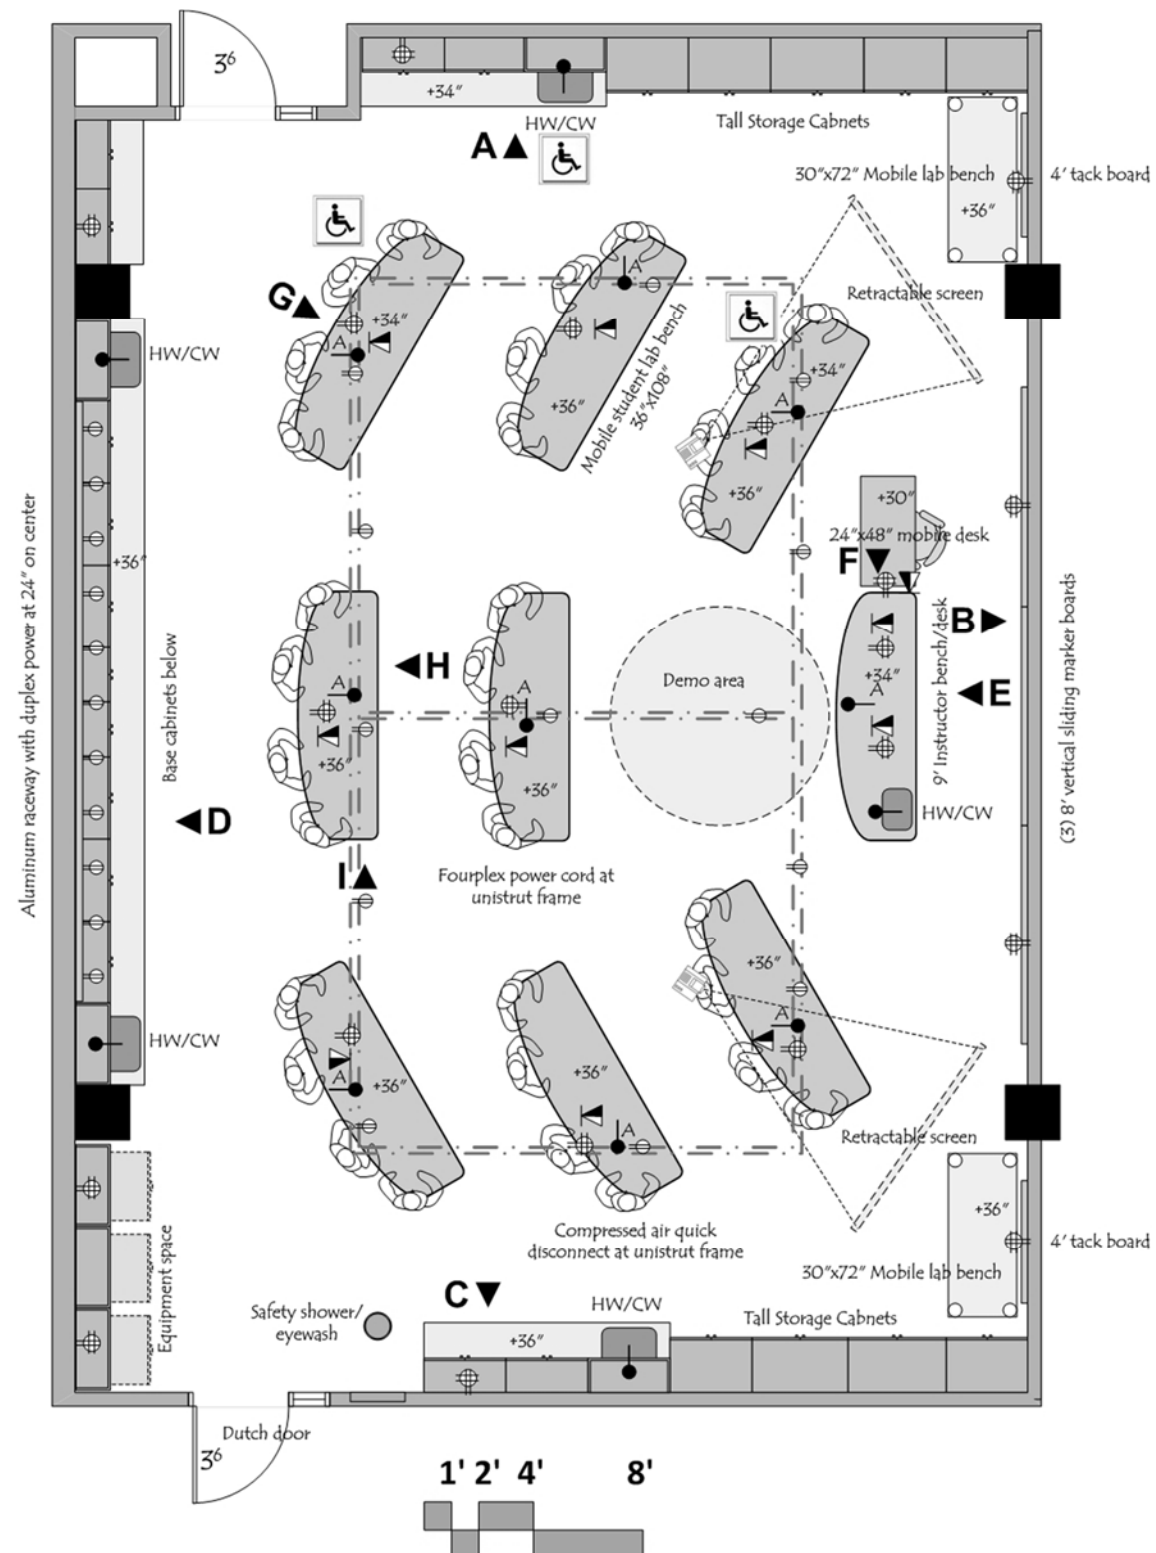 3⁶
+34"
HW/CW
A
Tall Storage Cabnets
30"x72" Mobile lab bench
4' tack board
+36"
HW/CW
G
+34"
A
A
+36"
Mobile student lab bench
36"x108"
Retractable screen
+34"
A
+36"
+30"
24"x48" mobile desk
F
Aluminum raceway with duplex power at 24" on center
+36"
Base cabinets below
D
A
H
+36"
A
+36"
Demo area
+34"
A
9' Instructor bench/desk
B
E
(3) 8' vertical sliding marker boards
HW/CW
I
Fourplex power cord at
unistrut frame
HW/CW
A
+36"
+36"
A
+36"
A
Retractable screen
Compressed air quick
disconnect at unistrut frame
+36"
4' tack board
30"x72" Mobile lab bench
Equipment space
Safety shower/
eyewash
C
HW/CW
+36"
Tall Storage Cabnets
Dutch door
3⁶
1' 2' 4' 8'